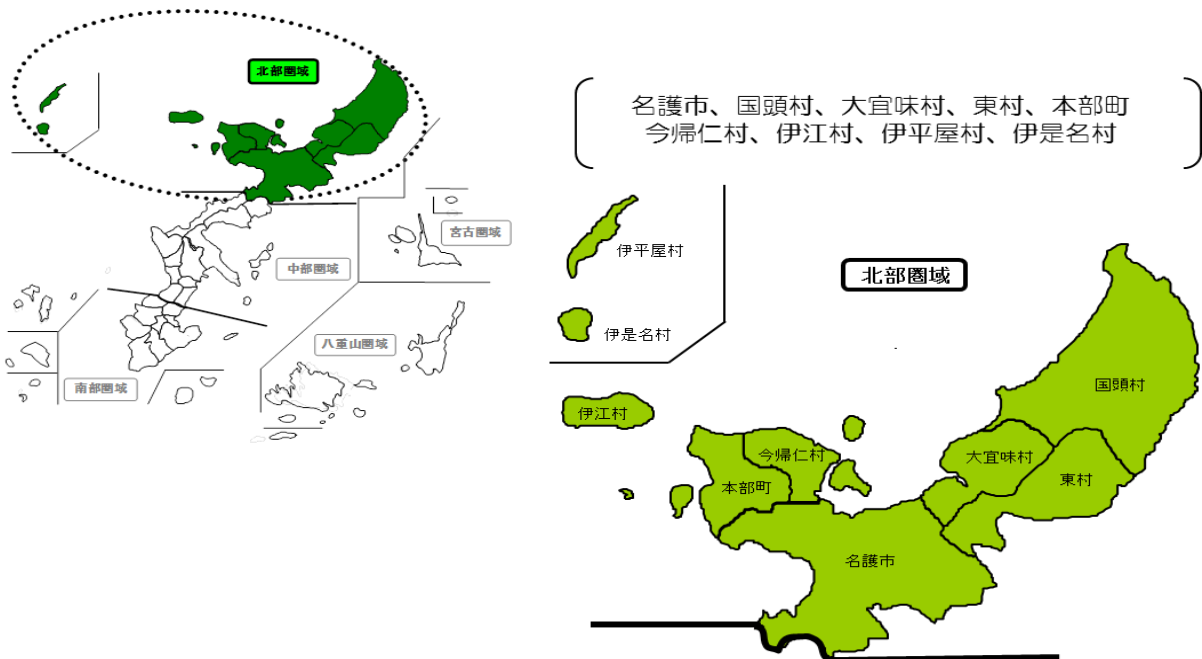 北部圏域
宮古圏域
中部圏域
八重山圏域
南部圏域
名護市、国頭村、大宜味村、東村、本部町
今帰仁村、伊江村、伊平屋村、伊是名村
伊平屋村
北部圏域
伊是名村
国頭村
伊江村
今帰仁村
大宜味村
本部町
東村
名護市